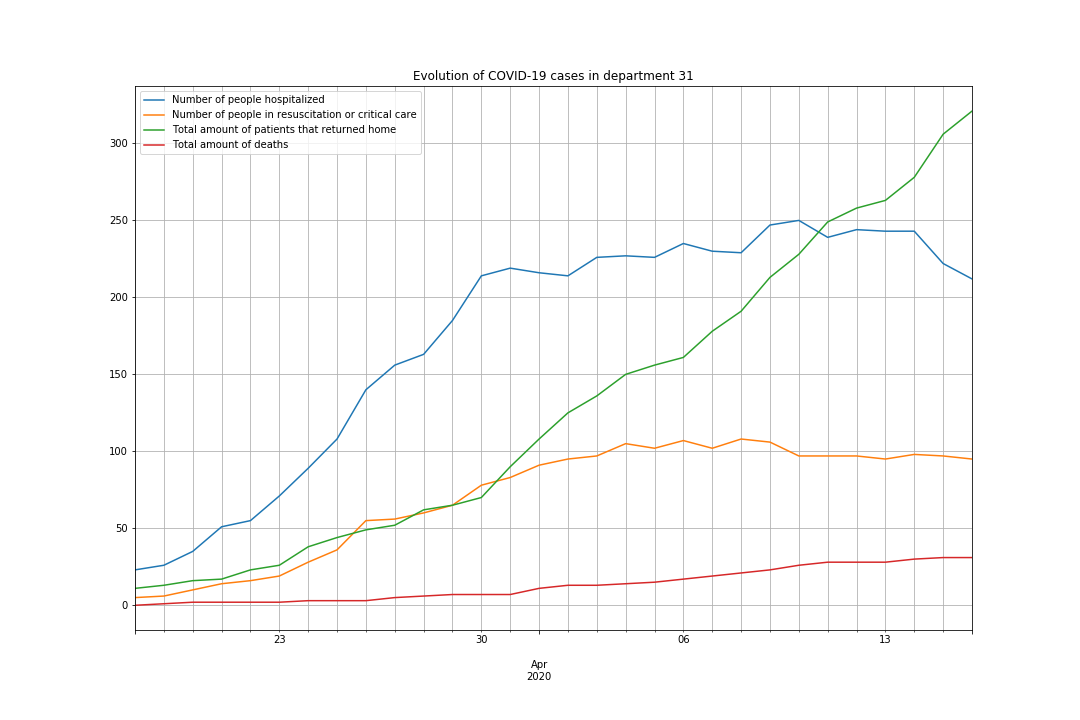 Evolution of COVID-19 cases in department 31
Number of people hospitalized
Number of people in resuscitation or critical care
Total amount of patients that returned home
Total amount of deaths
300
250
200
150
100
50
0
23 30 06 13
Apr
2020